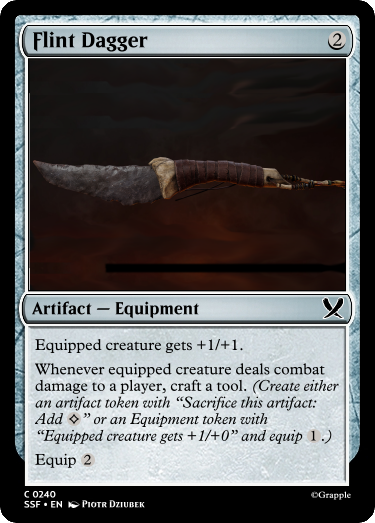 Flint Dagger 2
Artifact — Equipment
Equipped creature gets +1/+1.
Whenever equipped creature deals combat
damage to a player, craft a tool. (Create either
an artifact token with “Sacrifice this artifact:
Add ◇” or an Equipment token with
“Equipped creature gets +1/+0” and equip 1 .)
Equip 2
C 0240
SSF • EN Piotr Dziubek
©Grapple